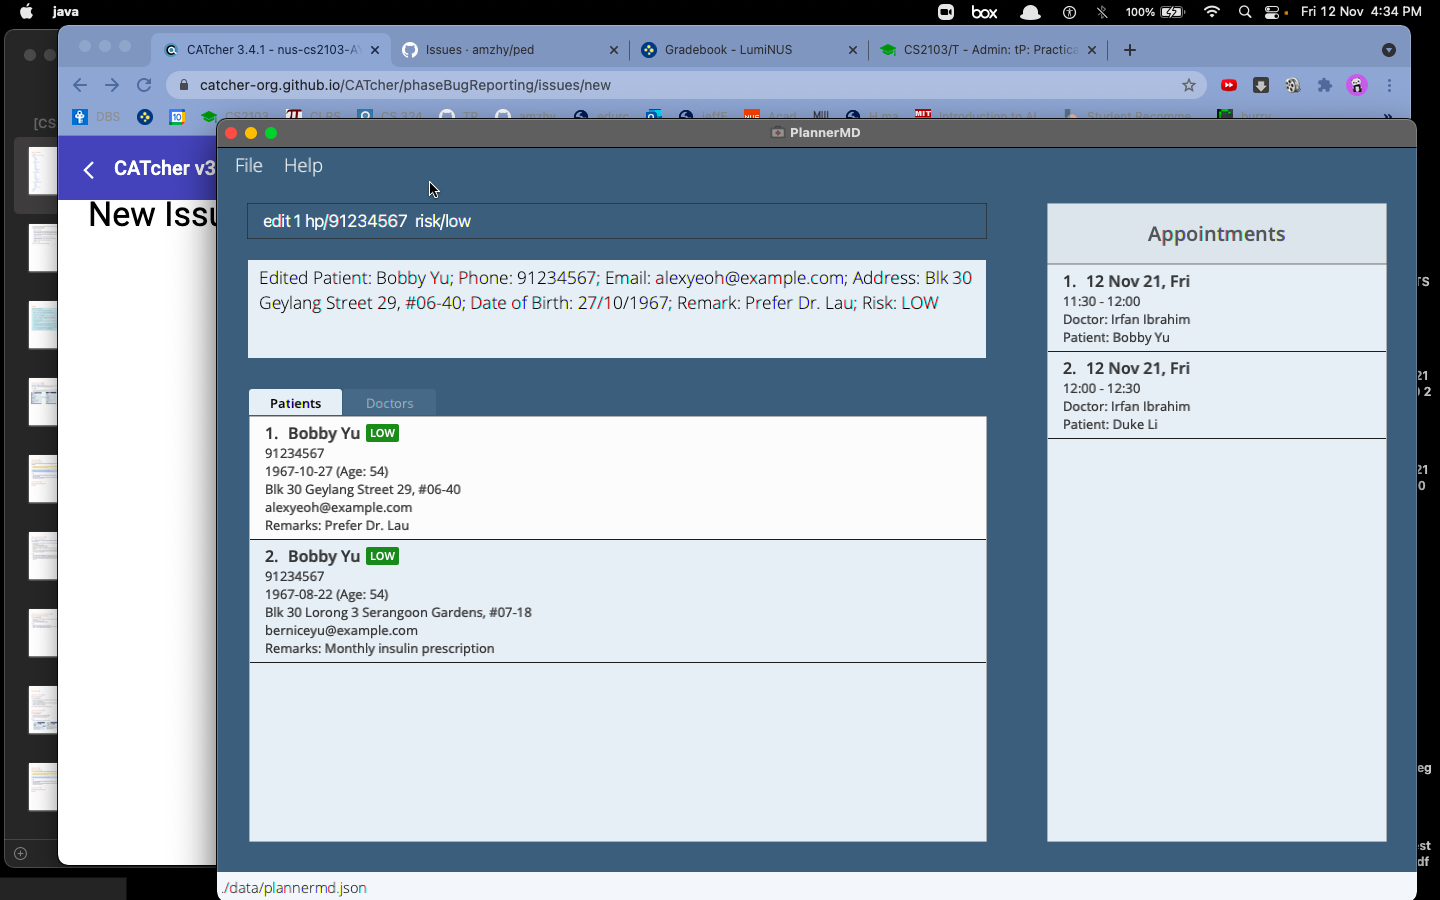 java
box
100%
Fri 12 Nov 4:34 PM
CATcher 3.4.1 - nus-cs2103-AY
Issues · amzhy/ped
Gradebook - LumiNUS
CS2103/T - Admin: tP: Practica
catcher-org.github.io/CATcher/phaseBugReporting/issues/new
DBS
[CS
PlannerMD
CATcher v3
New Issu
File Help
edit 1 hp/91234567 risk/low
Edited Patient: Bobby Yu; Phone: 91234567; Email: alexyeoh@example.com; Address: Blk 30
Geylang Street 29, #06-40; Date of Birth: 27/10/1967; Remark: Prefer Dr. Lau; Risk: LOW
Patients
Doctors
1. Bobby Yu LOW
91234567
1967-10-27 (Age: 54)
Blk 30 Geylang Street 29, #06-40
alexyeoh@example.com
Remarks: Prefer Dr. Lau
2. Bobby Yu LOW
91234567
1967-08-22 (Age: 54)
Blk 30 Lorong 3 Serangoon Gardens, #07-18
berniceyu@example.com
Remarks: Monthly insulin prescription
Appointments
1. 12 Nov 21, Fri
11:30 - 12:00
Doctor: Irfan Ibrahim
Patient: Bobby Yu
2. 12 Nov 21, Fri
12:00 - 12:30
Doctor: Irfan Ibrahim
Patient: Duke Li
./data/plannermd.json